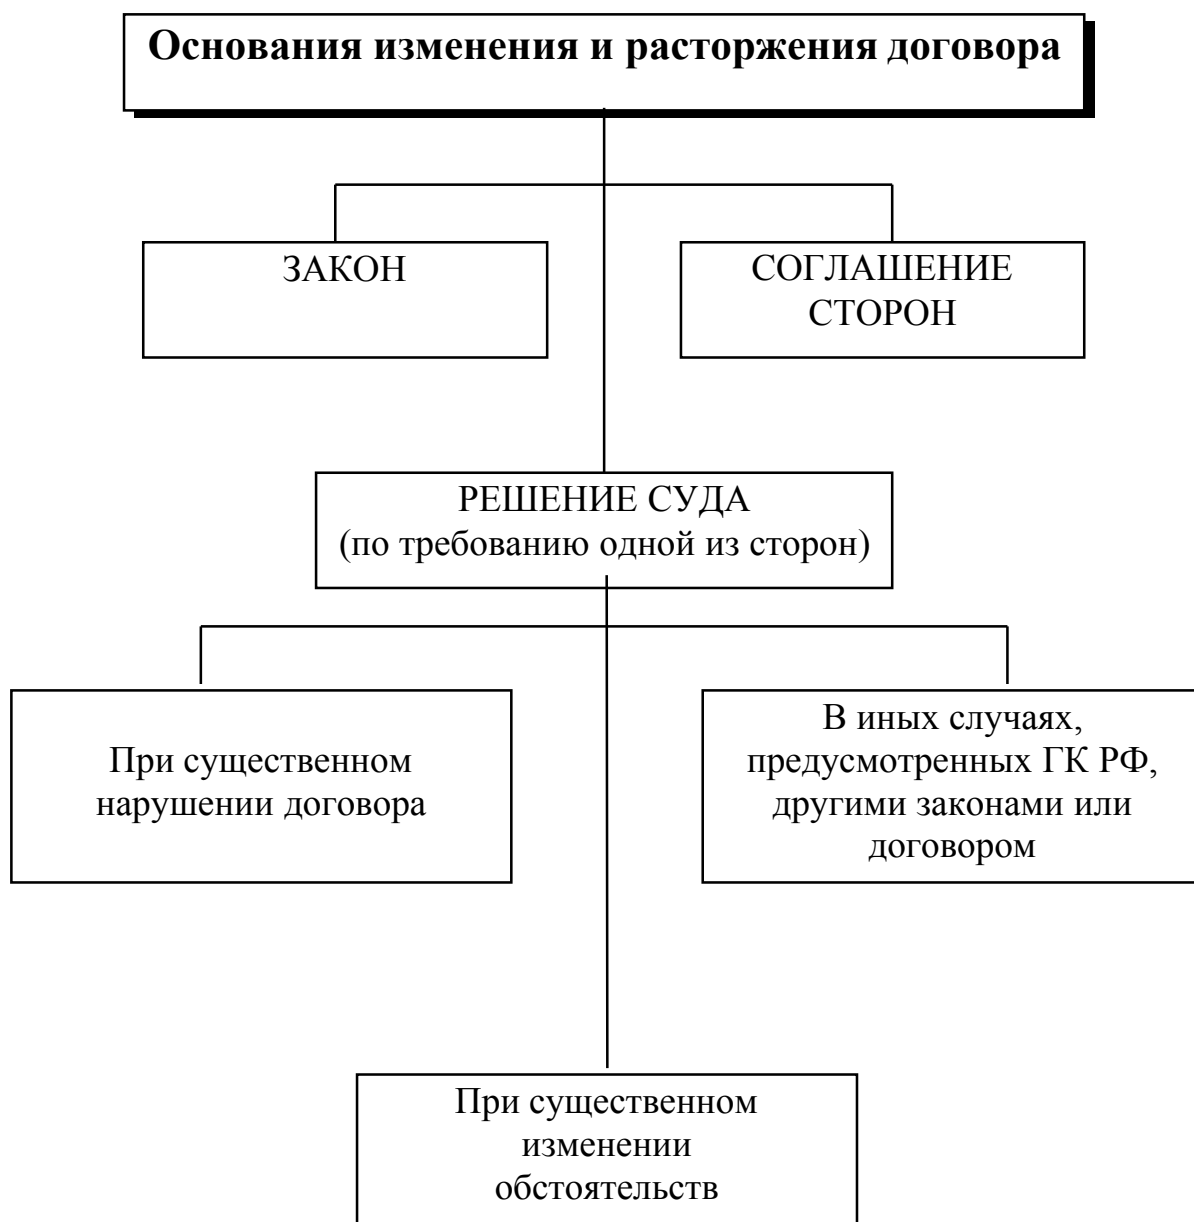 Основания изменения и расторжения договора
ЗАКОН
СОГЛАШЕНИЕ
СТОРОН
РЕШЕНИЕ СУДА
(по требованию одной из сторон)
При существенном
нарушении договора
В иных случаях,
предусмотренных ГК РФ,
другими законами или
договором
При существенном
изменении
обстоятельств